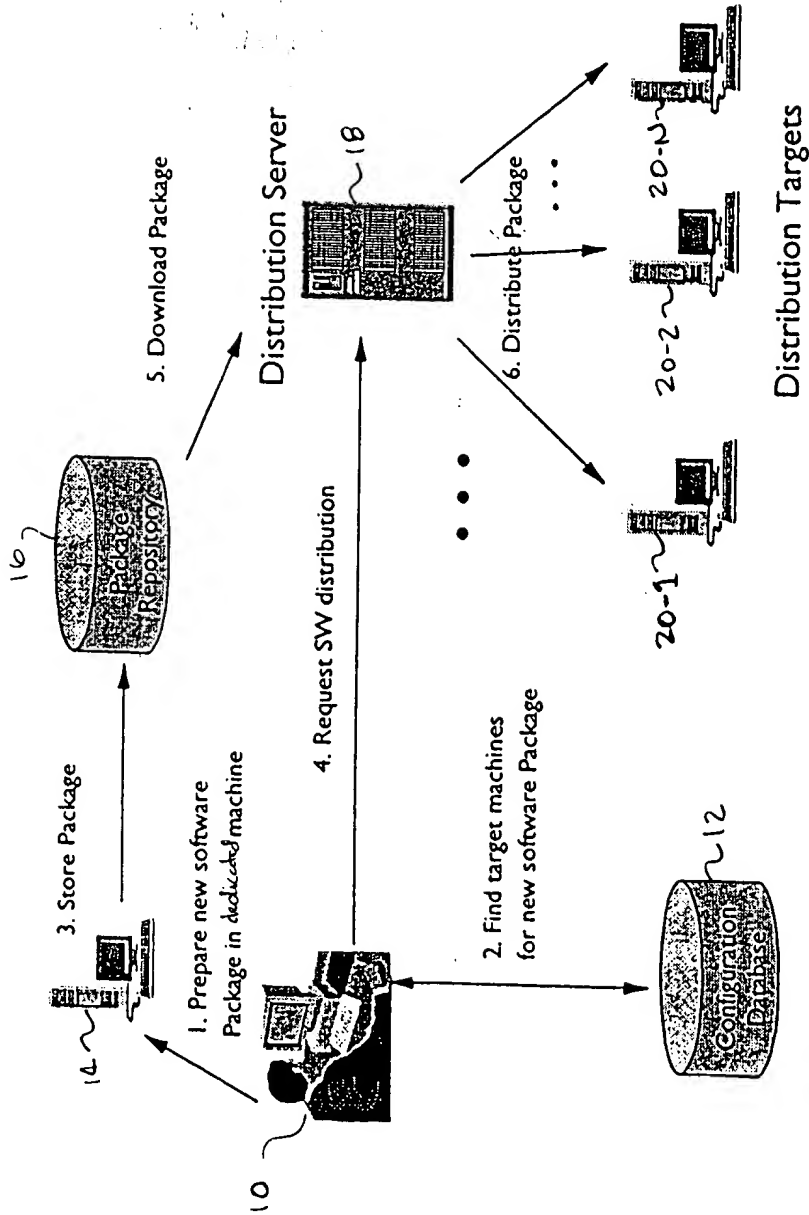 16
Package
Repository
5. Download Package
Distribution Server
18
3. Store Package
14
1. Prepare new software
Package in dedicated machine
4. Request SW distribution
10
6. Distribute Package
2. Find target machines
for new software Package
12
Configuration
Database
20-1
20-2
20-N
Distribution Targets